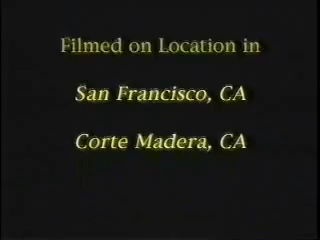 Filmed on Location in
San Francisco, CA
Corte Madera, CA